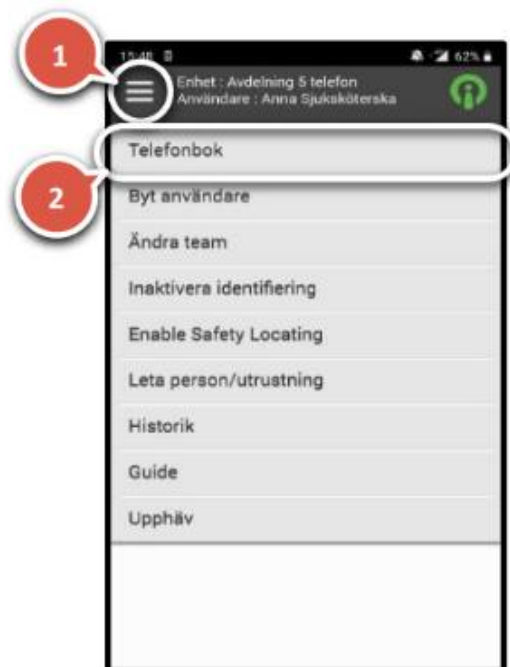 1
15:48 62%
Enhet : Avdelning 5 telefon
Användare : Anna Sjuksköterska
Telefonbok
2
Byt användare
Ändra team
Inaktivera identifiering
Enable Safety Locating
Leta person/utrustning
Historik
Guide
Upphäv